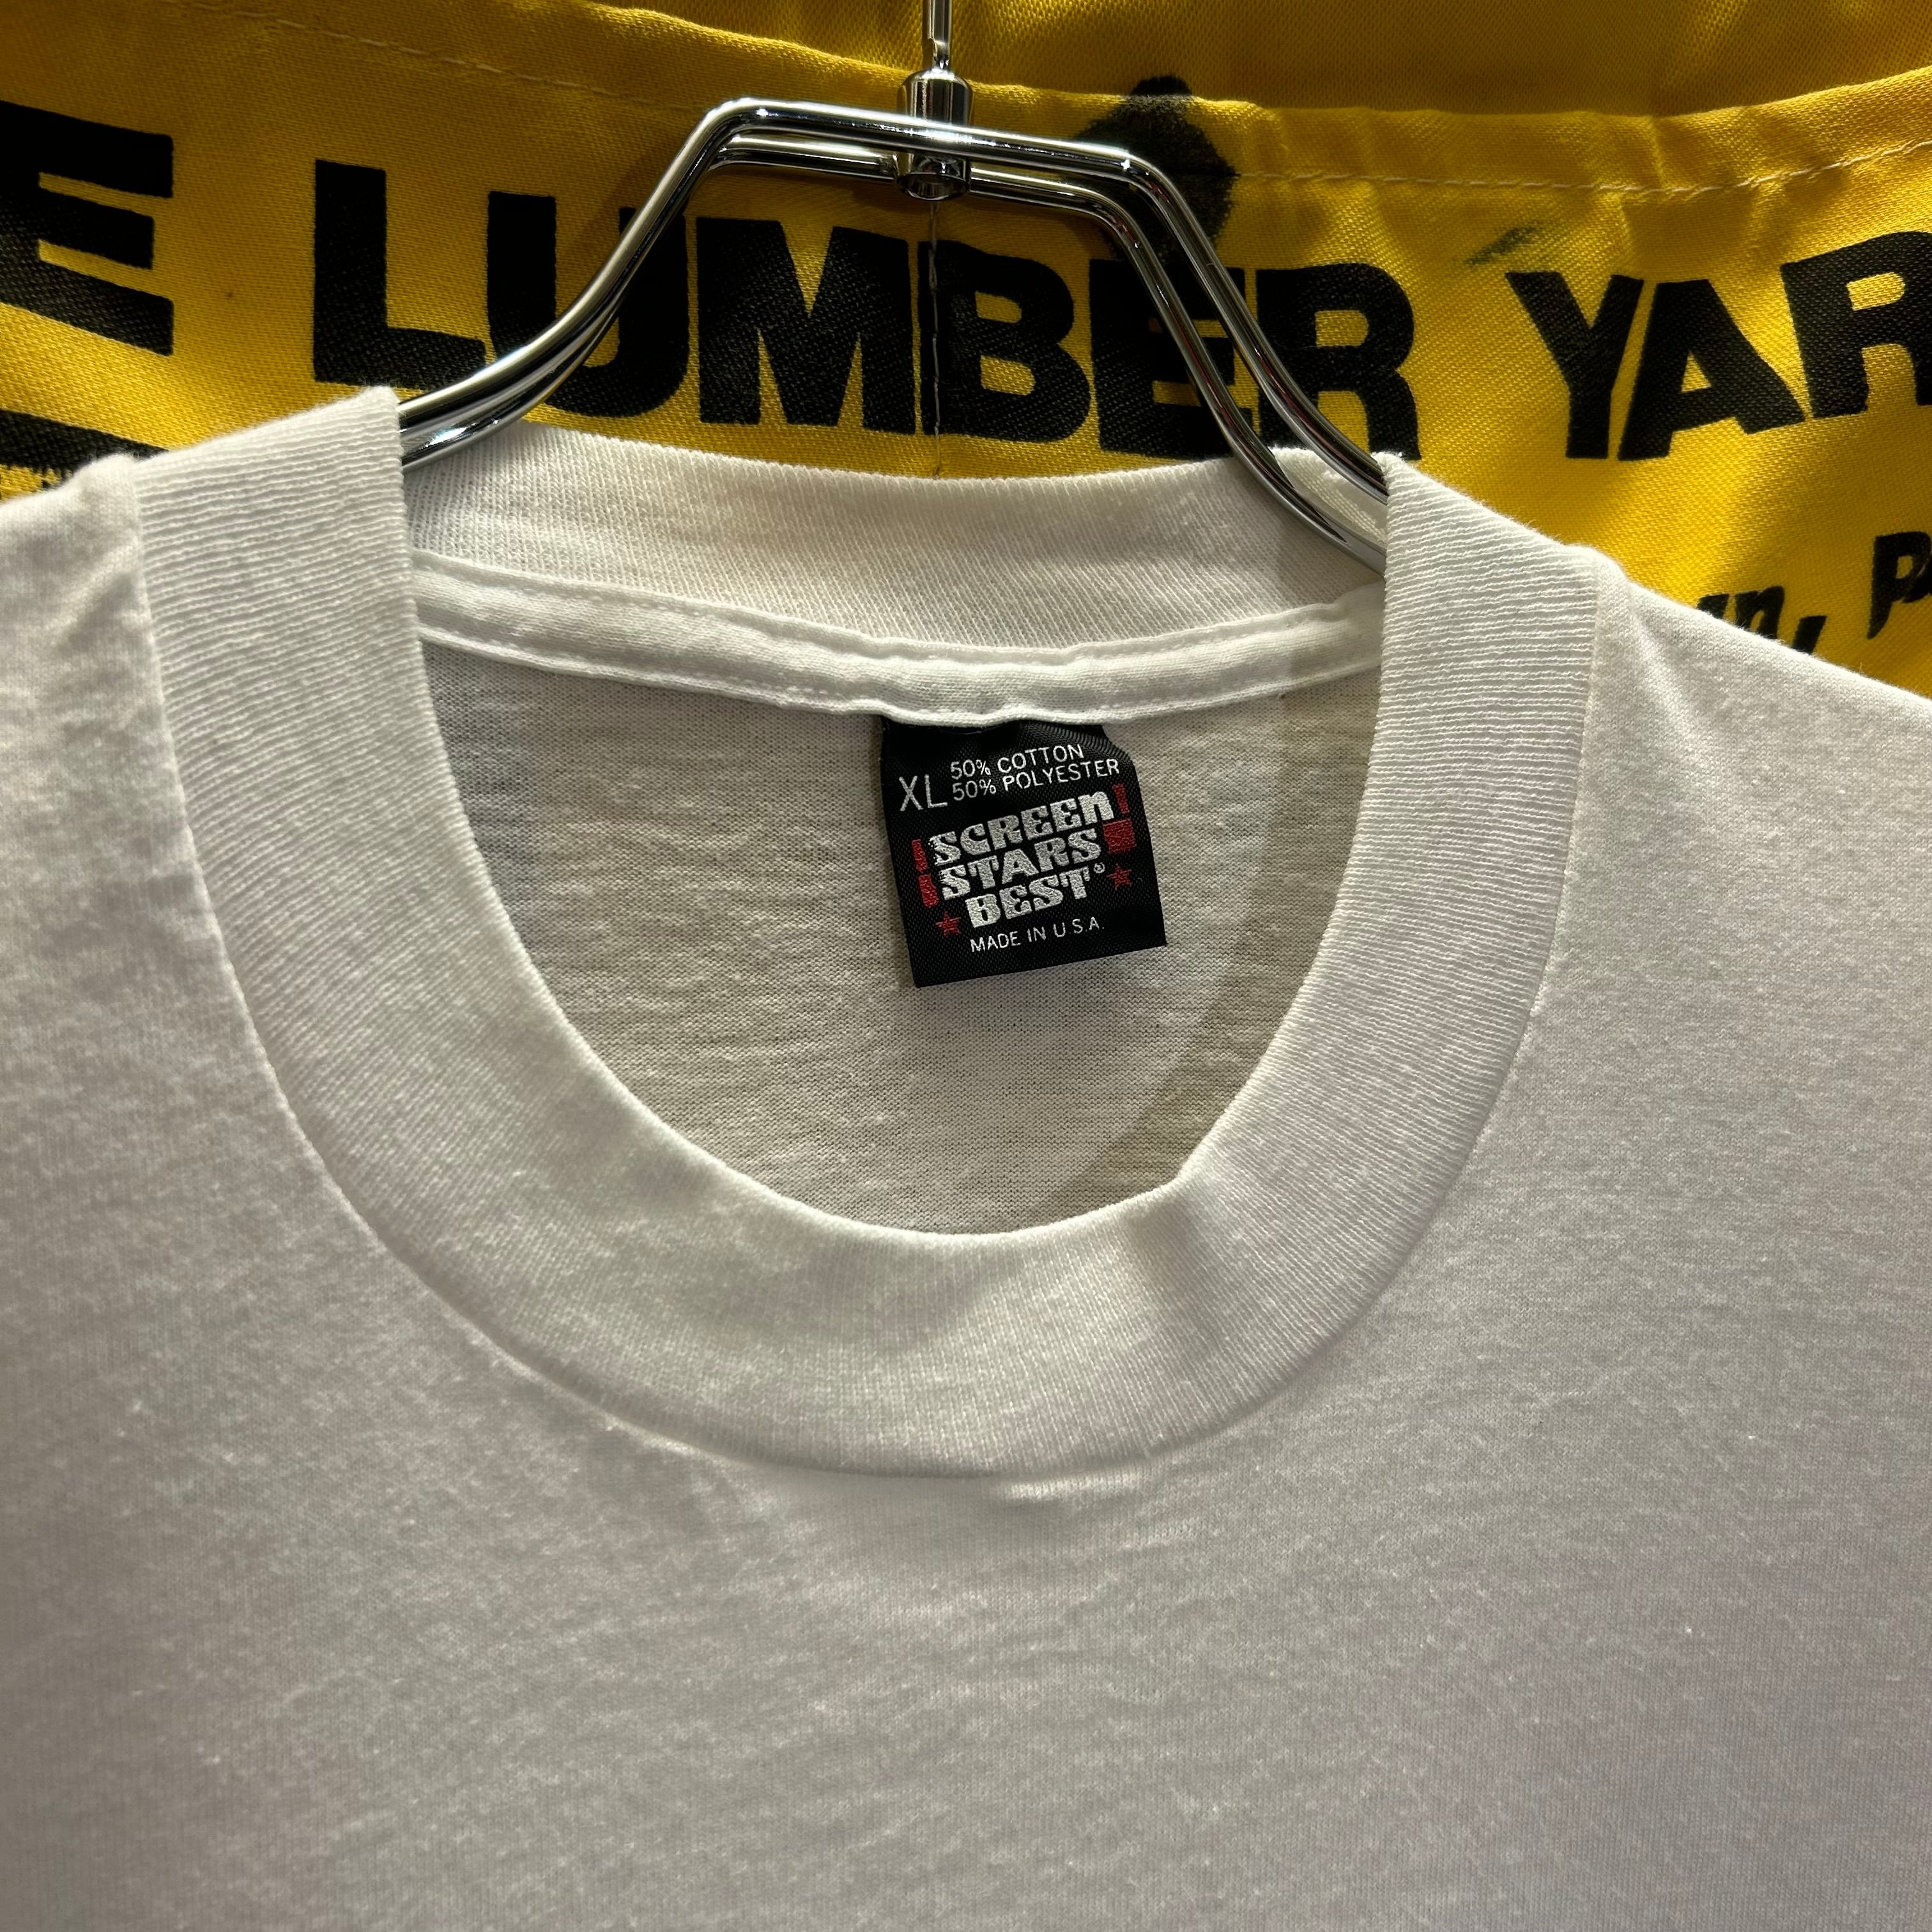 E LUMBER YAR
XL 50% COTTON
50% POLYESTER
SCREEN
STARS
BEST®
MADE IN U.S.A.